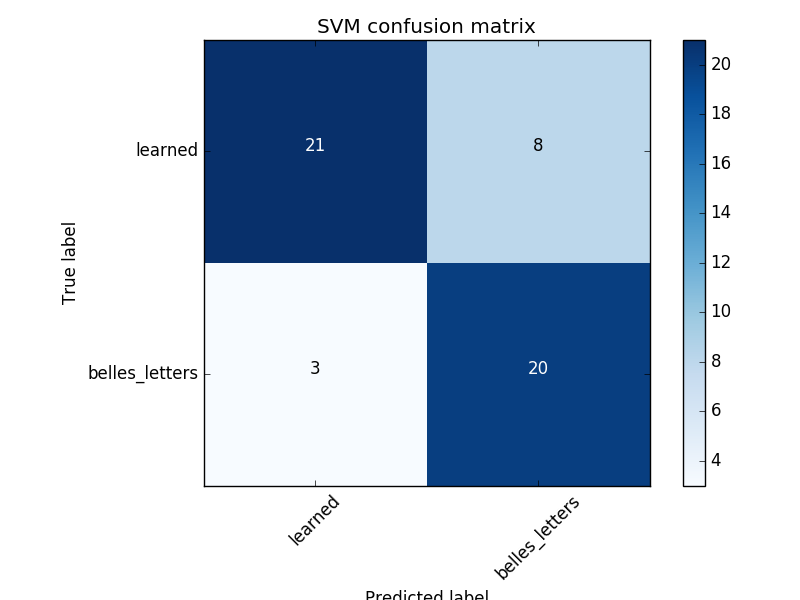 SVM confusion matrix
True label
learned
21
8
belles_letters
3
20
learned
belles_letters
Predicted label
20
18
16
14
12
10
8
6
4